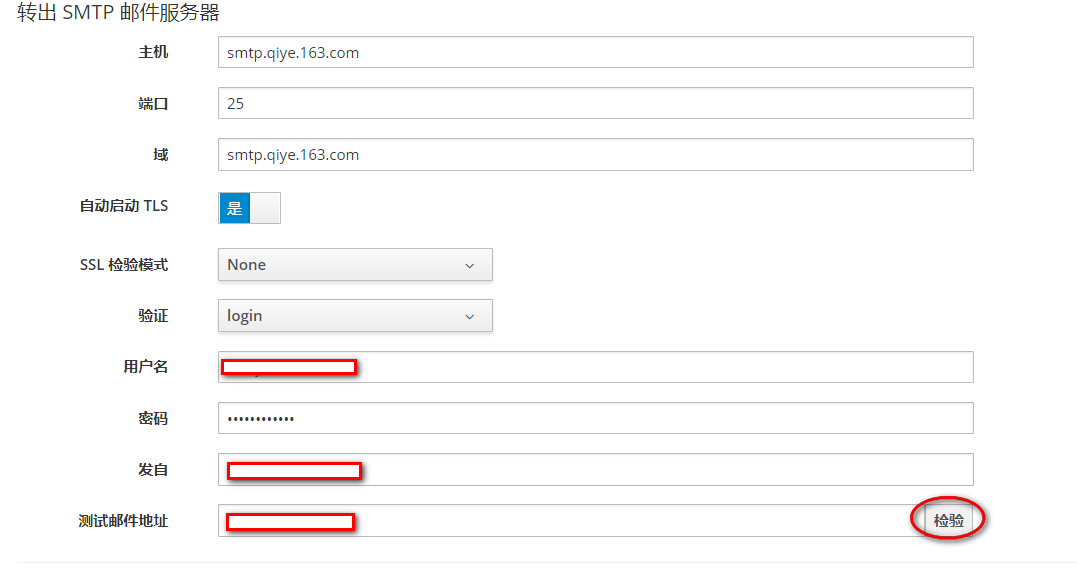 转出 SMTP 邮件服务器
主机 smtp.qiye.163.com
端口 25
域 smtp.qiye.163.com
自动启动 TLS 是
SSL 检验模式 None
验证 login
用户名
密码 ••••••••••••
发自
测试邮件地址 检验